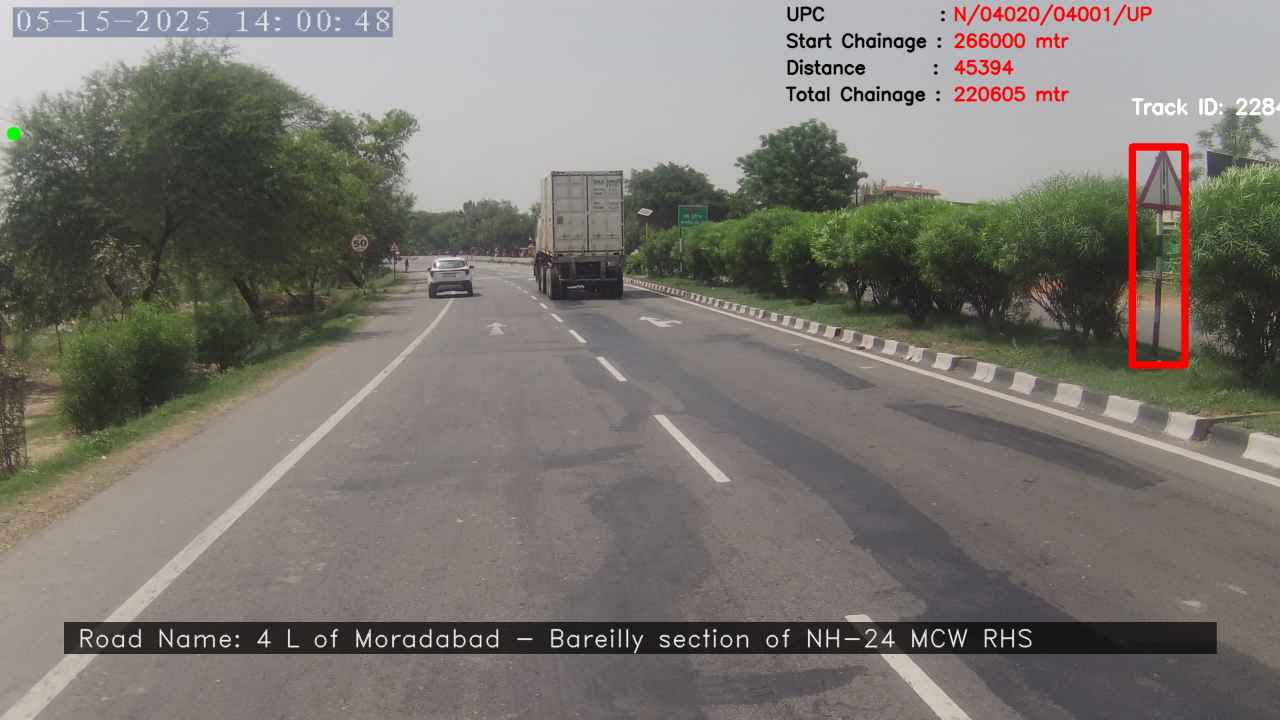 05-15-2025 14:00:48
UPC : N/04020/04001/UP
Start Chainage : 266000 mtr
Distance : 45394
Total Chainage : 220605 mtr
Track ID: 2284
50
Road Name: 4 L of Moradabad - Bareilly section of NH-24 MCW RHS